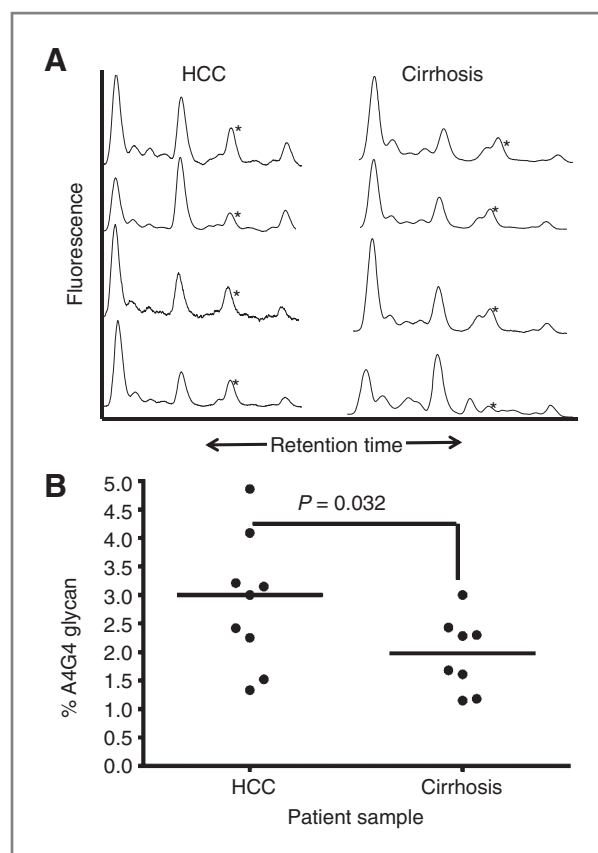 A
HCC
Cirrhosis
*
*
*
*
*
*
*
*
Fluorescence
Retention time
B
5.0
4.5
4.0
3.5
3.0
2.5
2.0
1.5
1.0
0.5
0.0
P = 0.032
% A4G4 glycan
HCC
Cirrhosis
Patient sample